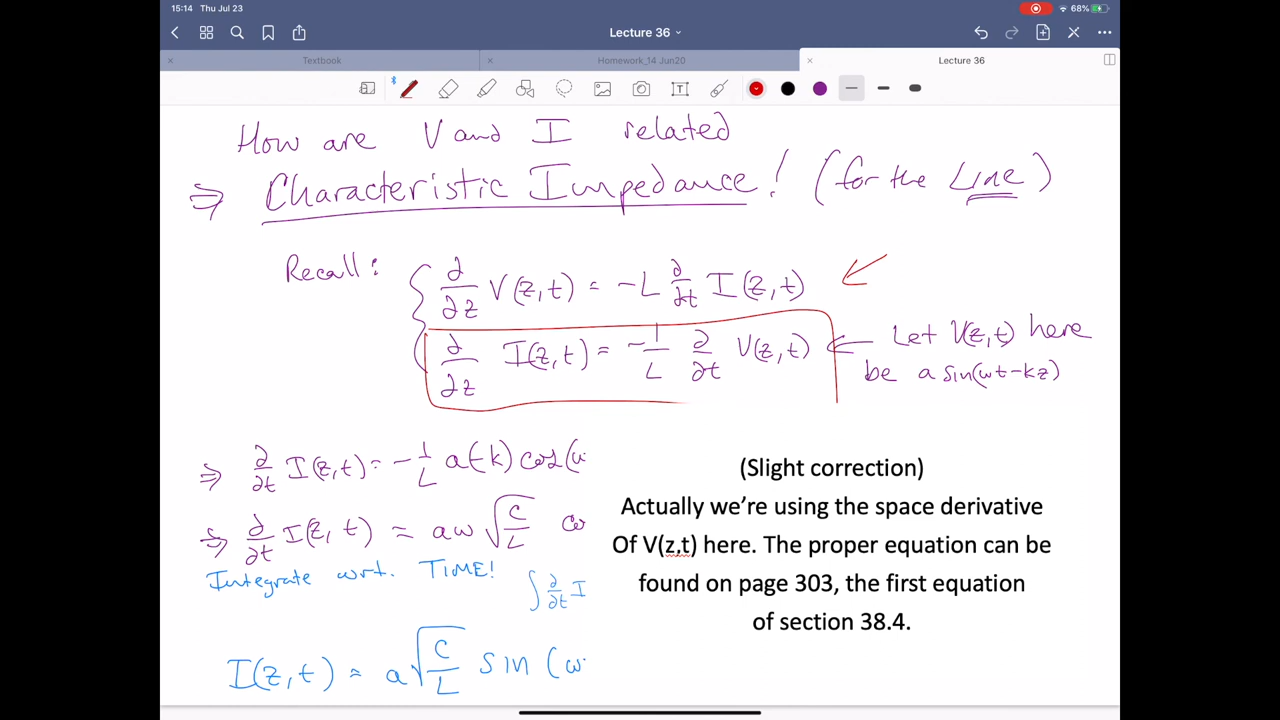 15:14 Thu Jul 23
68%
Lecture 36
Textbook
Homework_14 Jun20
Lecture 36
How are V and I related
⇒ Characteristic Impedance! (for the Line)
Recall: ∂/∂z V(z,t) = -L ∂/∂t I(z,t) ←
∂/∂z I(z,t) = -1/L ∂/∂t V(z,t) ← Let V(z,t) here
be a sin(ωt-kz)
⇒ ∂/∂t I(z,t) = -1/L a(-k) cos(ω
⇒ ∂/∂t I(z,t) = aω √(C/L) co
Integrate wrt. TIME! ∫ ∂/∂t I
I(z,t) = a√(C/L) sin(ω
(Slight correction)
Actually we're using the space derivative
Of V(z,t) here. The proper equation can be
found on page 303, the first equation
of section 38.4.